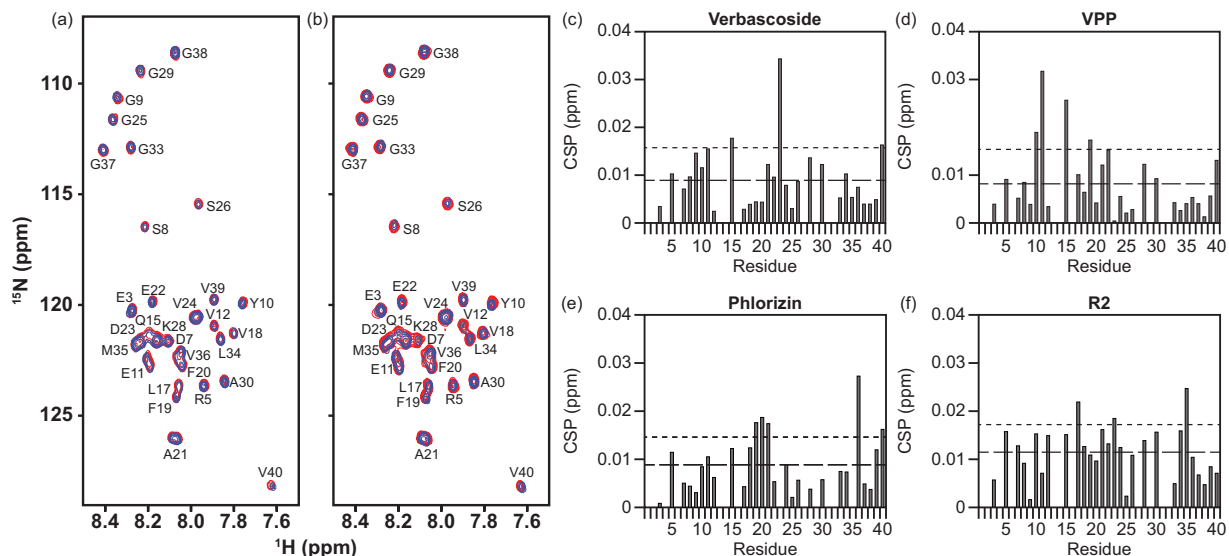 (a)
G38
G29
G9
G25
G33
G37
S26
S8
E3
E22
V39
V24
Y10
Q15
V12
D23
K28
V18
D7
M35
V36
L34
E11
F20
L17
A30
R5
F19
A21
V40
110
115
120
125
15N (ppm)
8.4 8.2 8.0 7.8 7.6
1H (ppm)
(b)
G38
G29
G9
G25
G33
G37
S26
S8
E3
E22
V39
V24
Y10
Q15
V12
D23
K28
V18
D7
M35
V36
L34
E11
F20
L17
A30
R5
F19
A21
V40
8.4 8.2 8.0 7.8 7.6
(c) Verbascoside
CSP (ppm)
0.04
0.03
0.02
0.01
0
5 10 15 20 25 30 35 40
Residue
(d) VPP
CSP (ppm)
0.04
0.03
0.02
0.01
0
5 10 15 20 25 30 35 40
Residue
(e) Phlorizin
CSP (ppm)
0.04
0.03
0.02
0.01
0
5 10 15 20 25 30 35 40
Residue
(f) R2
CSP (ppm)
0.04
0.03
0.02
0.01
0
5 10 15 20 25 30 35 40
Residue